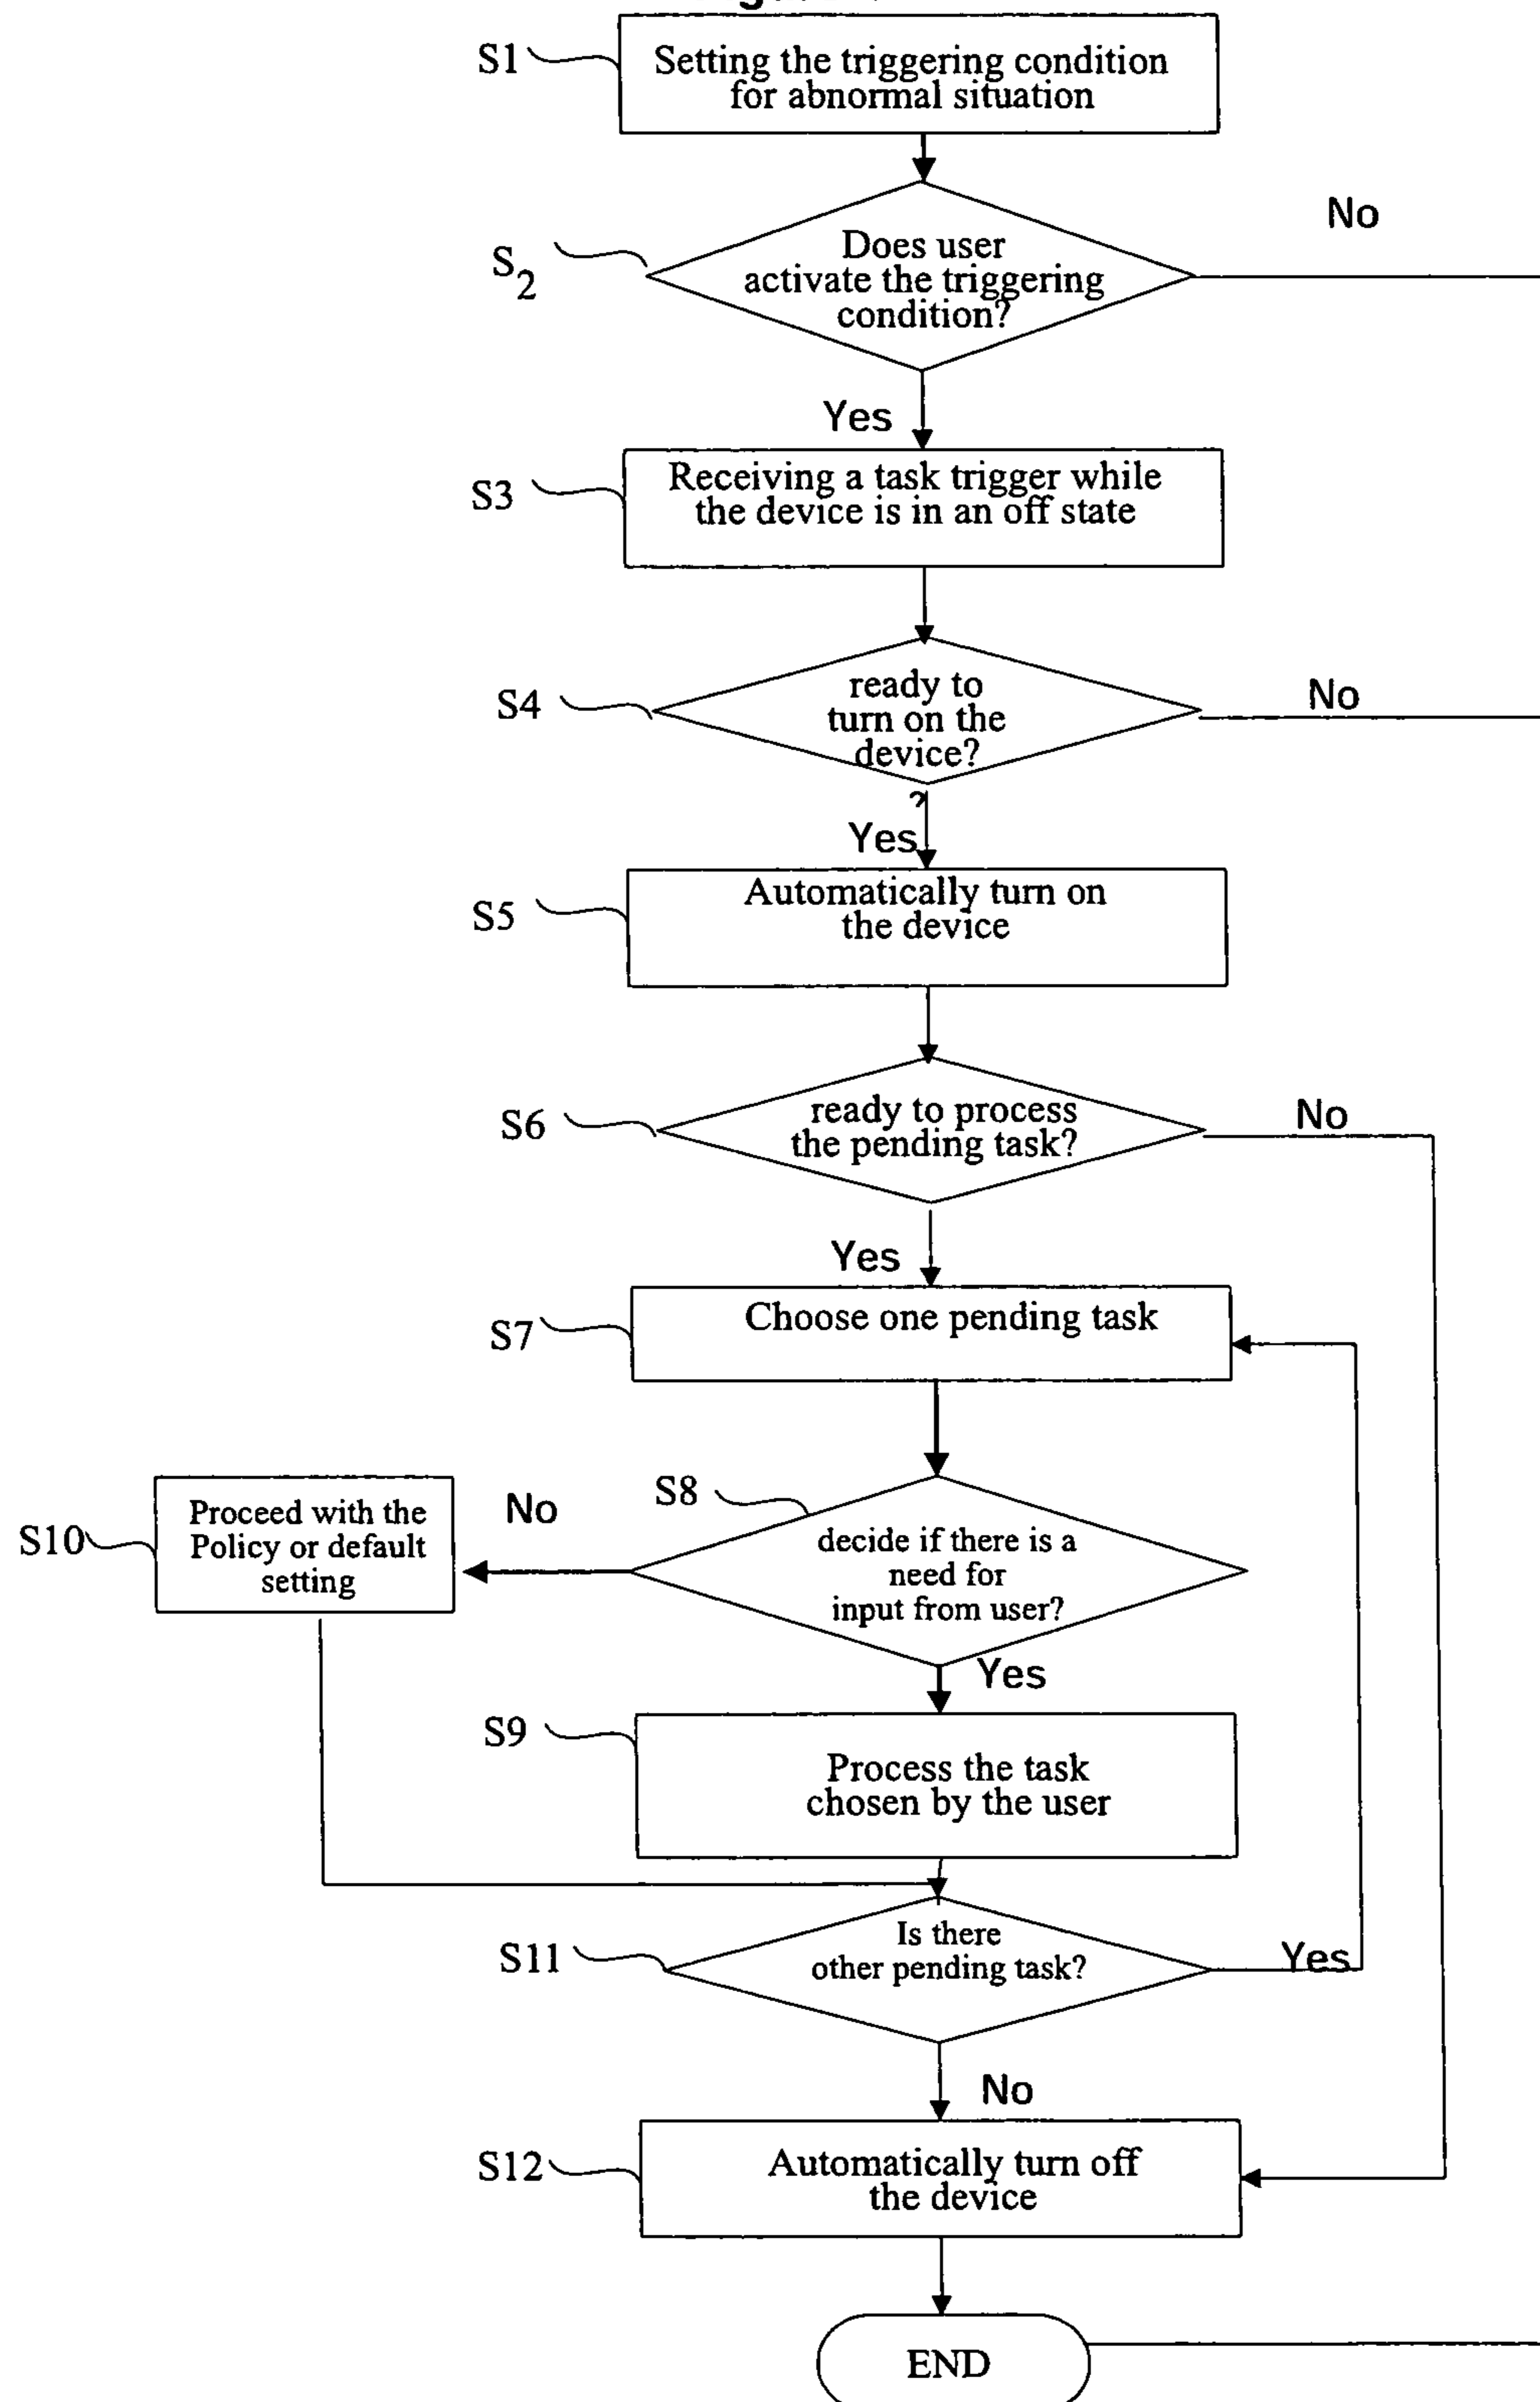 S1
Setting the triggering condition
for abnormal situation
S2
Does user
activate the triggering
condition?
No
Yes
S3
Receiving a task trigger while
the device is in an off state
S4
ready to
turn on the
device?
No
?
Yes
S5
Automatically turn on
the device
S6
ready to process
the pending task?
No
Yes
S7
Choose one pending task
S8
decide if there is a
need for
input from user?
No
S10
Proceed with the
Policy or default
setting
Yes
S9
Process the task
chosen by the user
S11
Is there
other pending task?
Yes
No
S12
Automatically turn off
the device
END